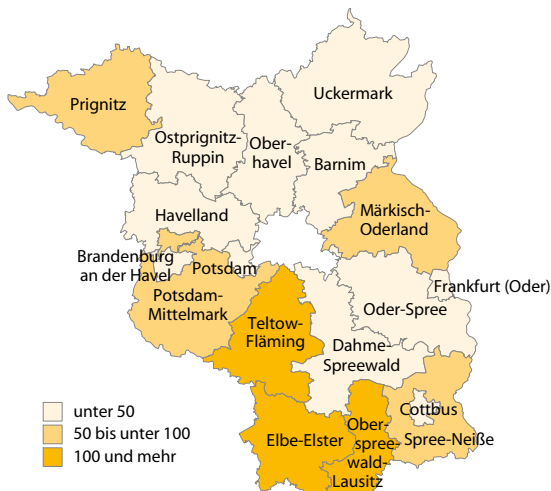 Uckermark
Prignitz
Ostprignitz-
Ruppin
Ober-
havel
Barnim
Havelland
Märkisch-
Oderland
Brandenburg
an der Havel
Potsdam
Frankfurt (Oder)
Potsdam-
Mittelmark
Oder-Spree
Teltow-
Fläming
Dahme-
Spreewald
Cottbus
Spree-Neiße
Elbe-Elster
Ober-
spree-
wald-
Lausitz
unter 50
50 bis unter 100
100 und mehr